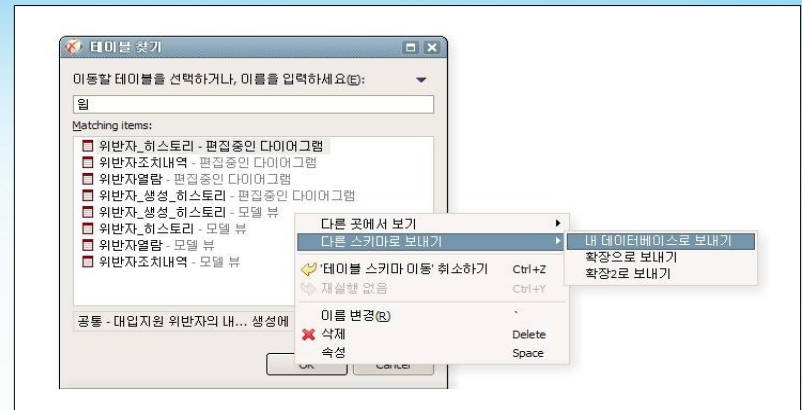 테이블 찾기
이동할 테이블을 선택하거나, 이름을 입력하세요(E):
윕
Matching items:
위반자_히스토리 - 편집중인 다이어그램
위반자조치내역 - 편집중인 다이어그램
위반자열람 - 편집중인 다이어그램
위반자_생성_히스토리 - 편집중인 다이어그램
위반자_생성_히스토리 - 모델 뷰
위반자_히스토리 - 모델 뷰
위반자열람 - 모델 뷰
위반자조치내역 - 모델 뷰
공통 - 대입지원 위반자의 내... 생성에
OK Cancel
다른 곳에서 보기
다른 스키마로 보내기
'테이블 스키마 이동' 취소하기 Ctrl+Z
재실행 없음 Ctrl+Y
이름 변경(R) `
삭제 Delete
속성 Space
내 데이터베이스로 보내기
확장으로 보내기
확장2로 보내기